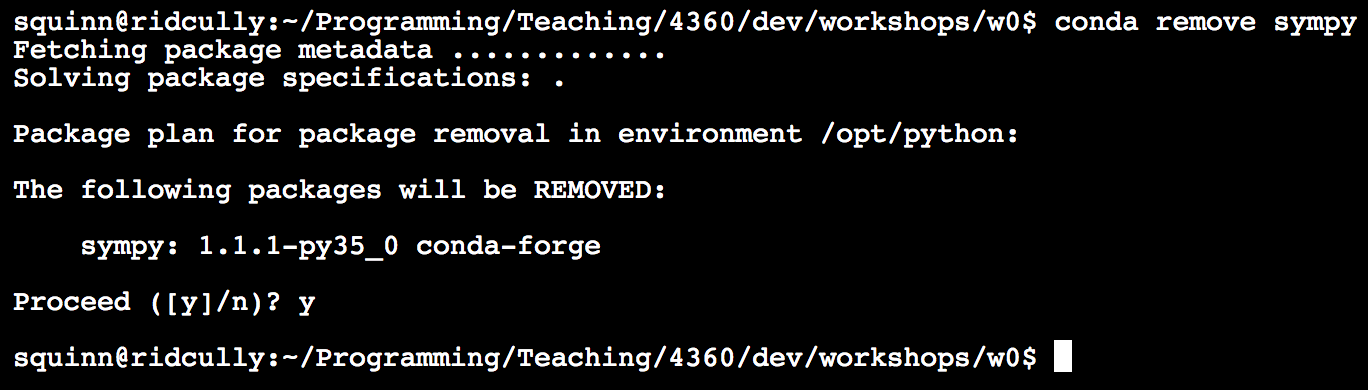 squinn@ridcully:~/Programming/Teaching/4360/dev/workshops/w0$ conda remove sympy
Fetching package metadata .............
Solving package specifications: .
Package plan for package removal in environment /opt/python:
The following packages will be REMOVED:
sympy: 1.1.1-py35_0 conda-forge
Proceed ([y]/n)? y
squinn@ridcully:~/Programming/Teaching/4360/dev/workshops/w0$